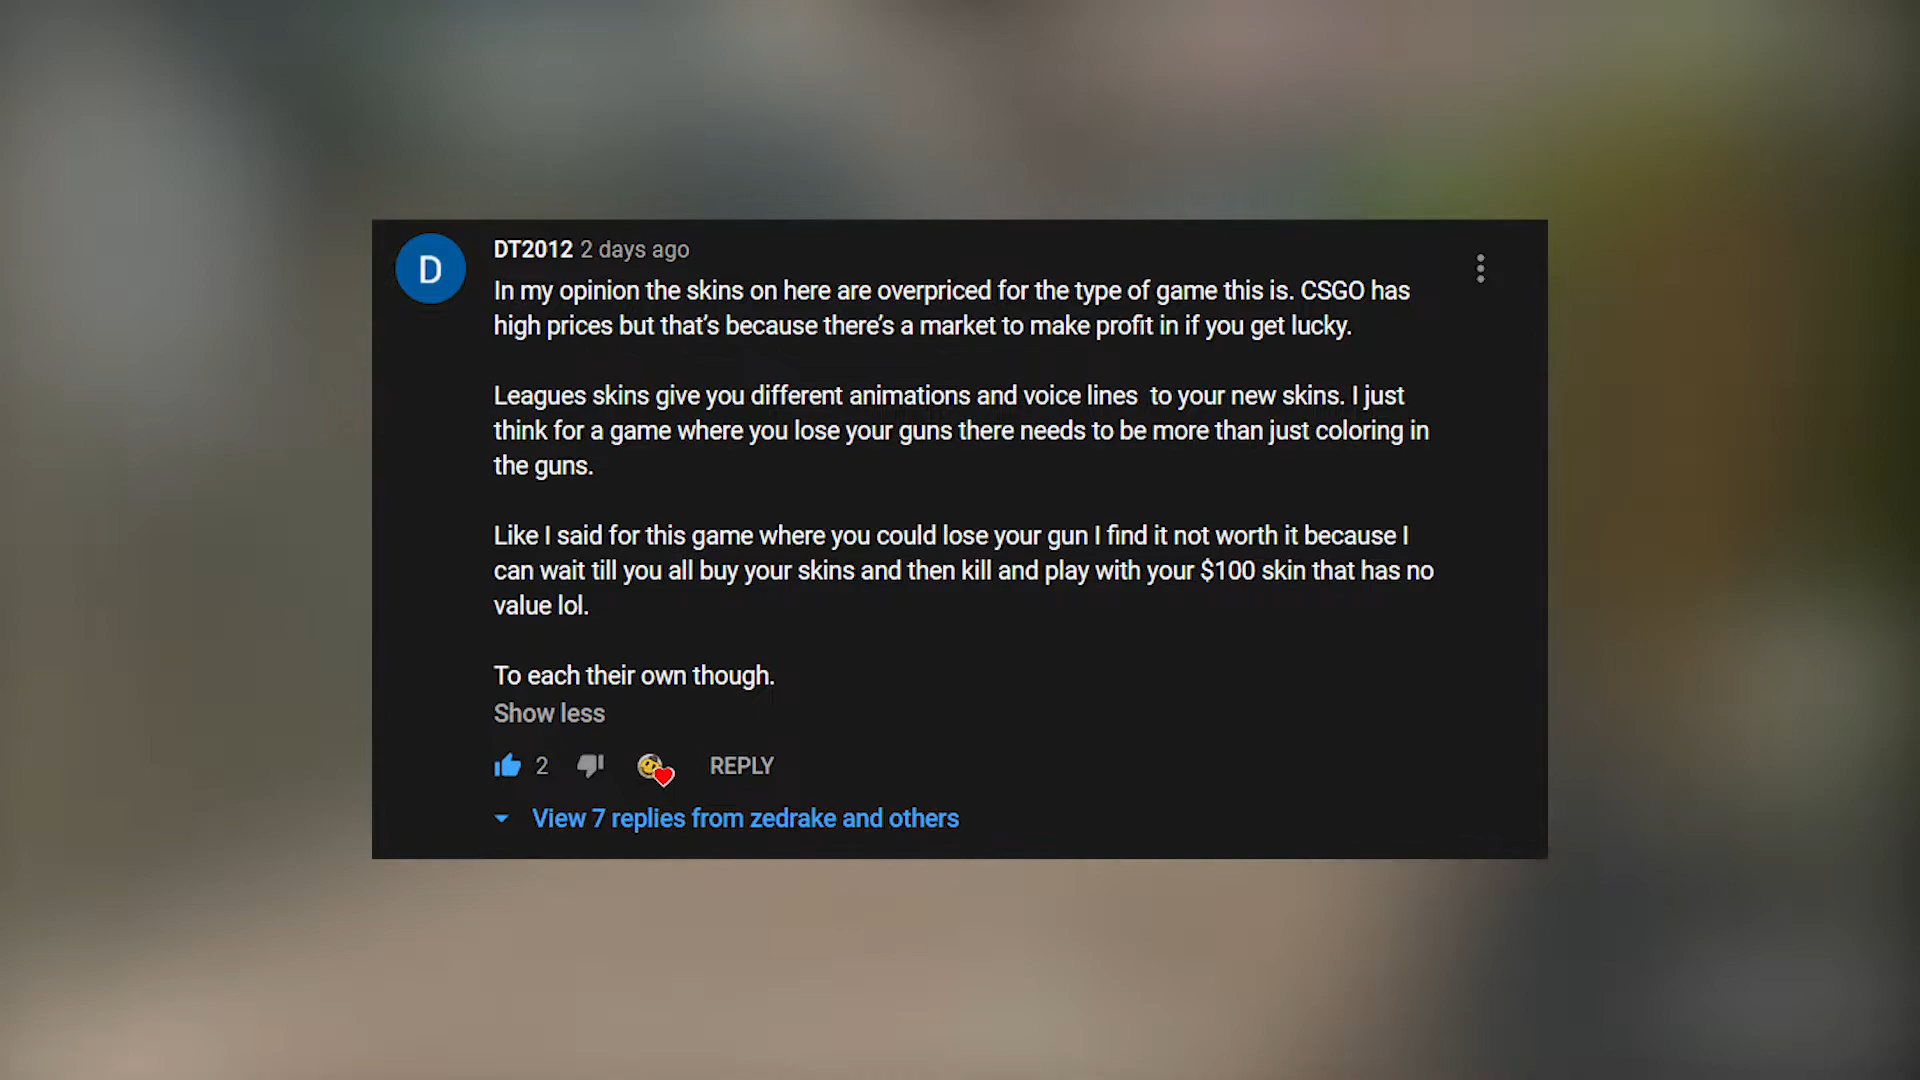 D
DT2012 2 days ago
In my opinion the skins on here are overpriced for the type of game this is. CSGO has
high prices but that's because there's a market to make profit in if you get lucky.
Leagues skins give you different animations and voice lines  to your new skins. I just
think for a game where you lose your guns there needs to be more than just coloring in
the guns.
Like I said for this game where you could lose your gun I find it not worth it because I
can wait till you all buy your skins and then kill and play with your $100 skin that has no
value lol.
To each their own though.
Show less
2 REPLY
View 7 replies from zedrake and others